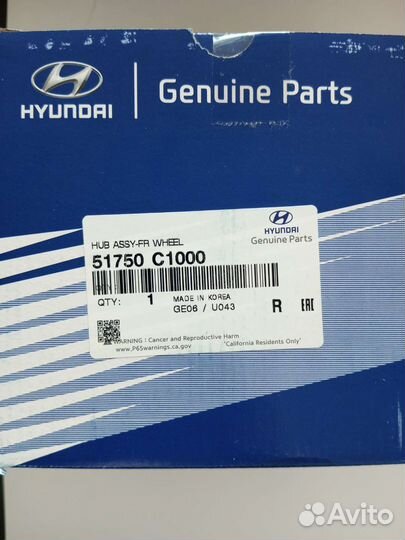 HYUNDAI
Genuine Parts
HUB ASSY-FR WHEEL
51750 C1000
HYUNDAI
Genuine Parts
QTY: 1 MADE IN KOREA
GE06 / U043 R EAC
WARNING : Cancer and Reproductive Harm
-www.P65warnings.ca.gov "California Residents Only"
Avito